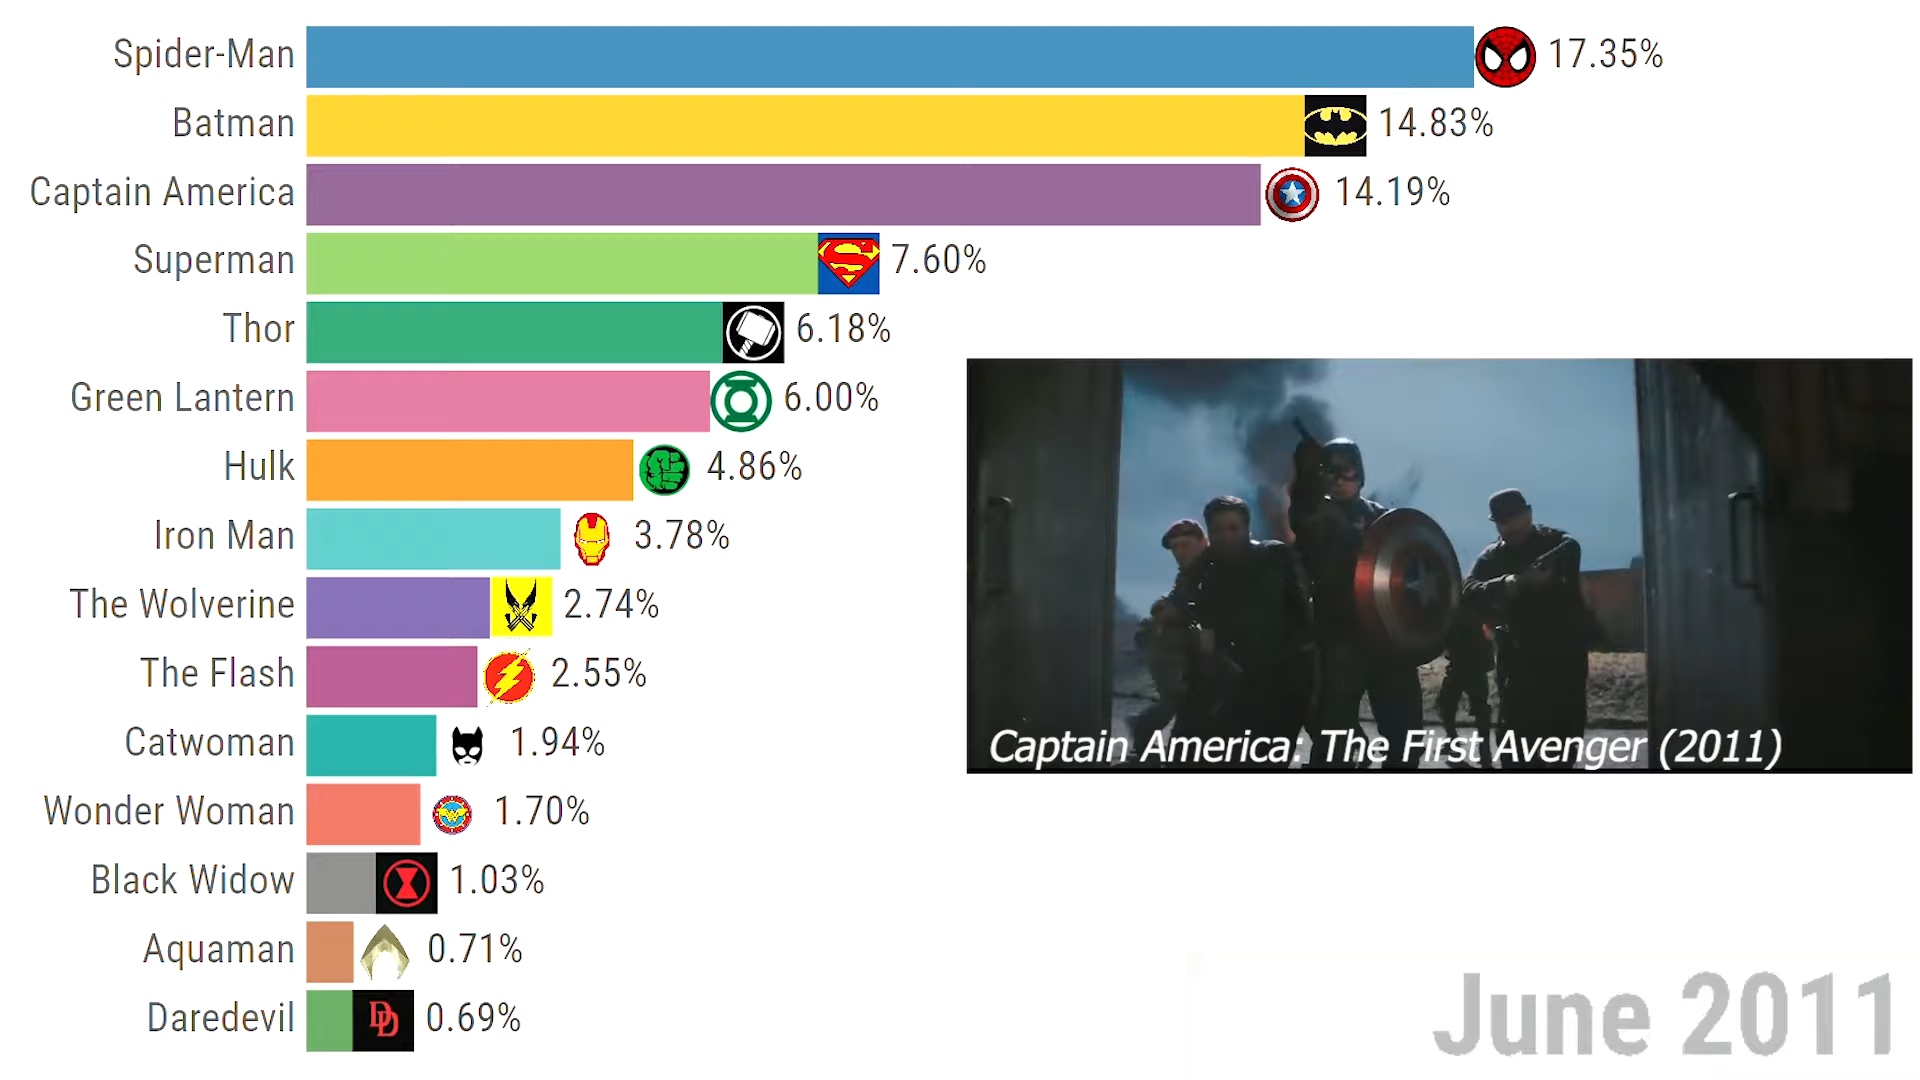 Spider-Man 17.35%
Batman 14.83%
Captain America 14.19%
Superman 7.60%
Thor 6.18%
Green Lantern 6.00%
Hulk 4.86%
Iron Man 3.78%
The Wolverine 2.74%
The Flash 2.55%
Catwoman 1.94%
Wonder Woman 1.70%
Black Widow 1.03%
Aquaman 0.71%
Daredevil DD 0.69%
Captain America: The First Avenger (2011)
June 2011